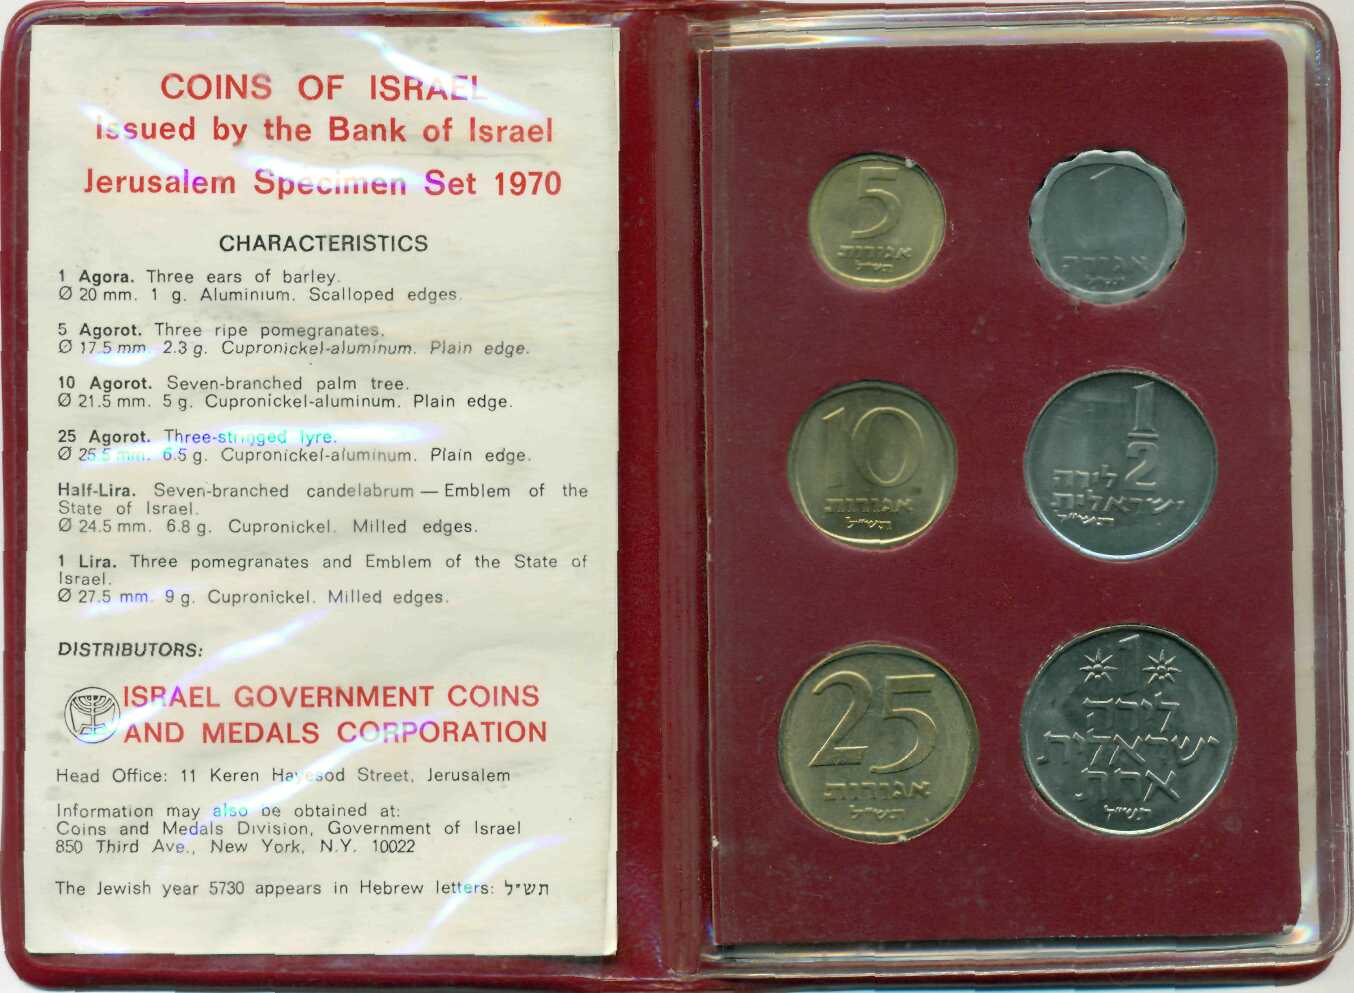 COINS OF ISRAEL
Issued by the Bank of Israel
Jerusalem Specimen Set 1970
CHARACTERISTICS
1 Agora. Three ears of barley.
Ø 20 mm. 1 g. Aluminium. Scalloped edges.
5 Agorot. Three ripe pomegranates.
Ø 17.5 mm. 2.3 g. Cupronickel-aluminum. Plain edge.
10 Agorot. Seven-branched palm tree.
Ø 21.5 mm. 5 g. Cupronickel-aluminum. Plain edge.
25 Agorot. Three-stringed lyre.
Ø 25.5 mm. 6.5 g. Cupronickel-aluminum. Plain edge.
Half-Lira. Seven-branched candelabrum — Emblem of the
State of Israel.
Ø 24.5 mm. 6.8 g. Cupronickel. Milled edges.
1 Lira. Three pomegranates and Emblem of the State of
Israel.
Ø 27.5 mm. 9 g. Cupronickel. Milled edges.
DISTRIBUTORS:
ISRAEL GOVERNMENT COINS
AND MEDALS CORPORATION
Head Office: 11 Keren Hayesod Street, Jerusalem
Information may also be obtained at:
Coins and Medals Division, Government of Israel
850 Third Ave., New York, N.Y. 10022
The Jewish year 5730 appears in Hebrew letters: תש"ל
5
אגורות
תש"ל
1
אגורה
תש"ל
10
אגורות
תש"ל
1/2
לירה
ישראלית
תש"ל
25
אגורות
תש"ל
1
לירה
ישראלית
תש"ל